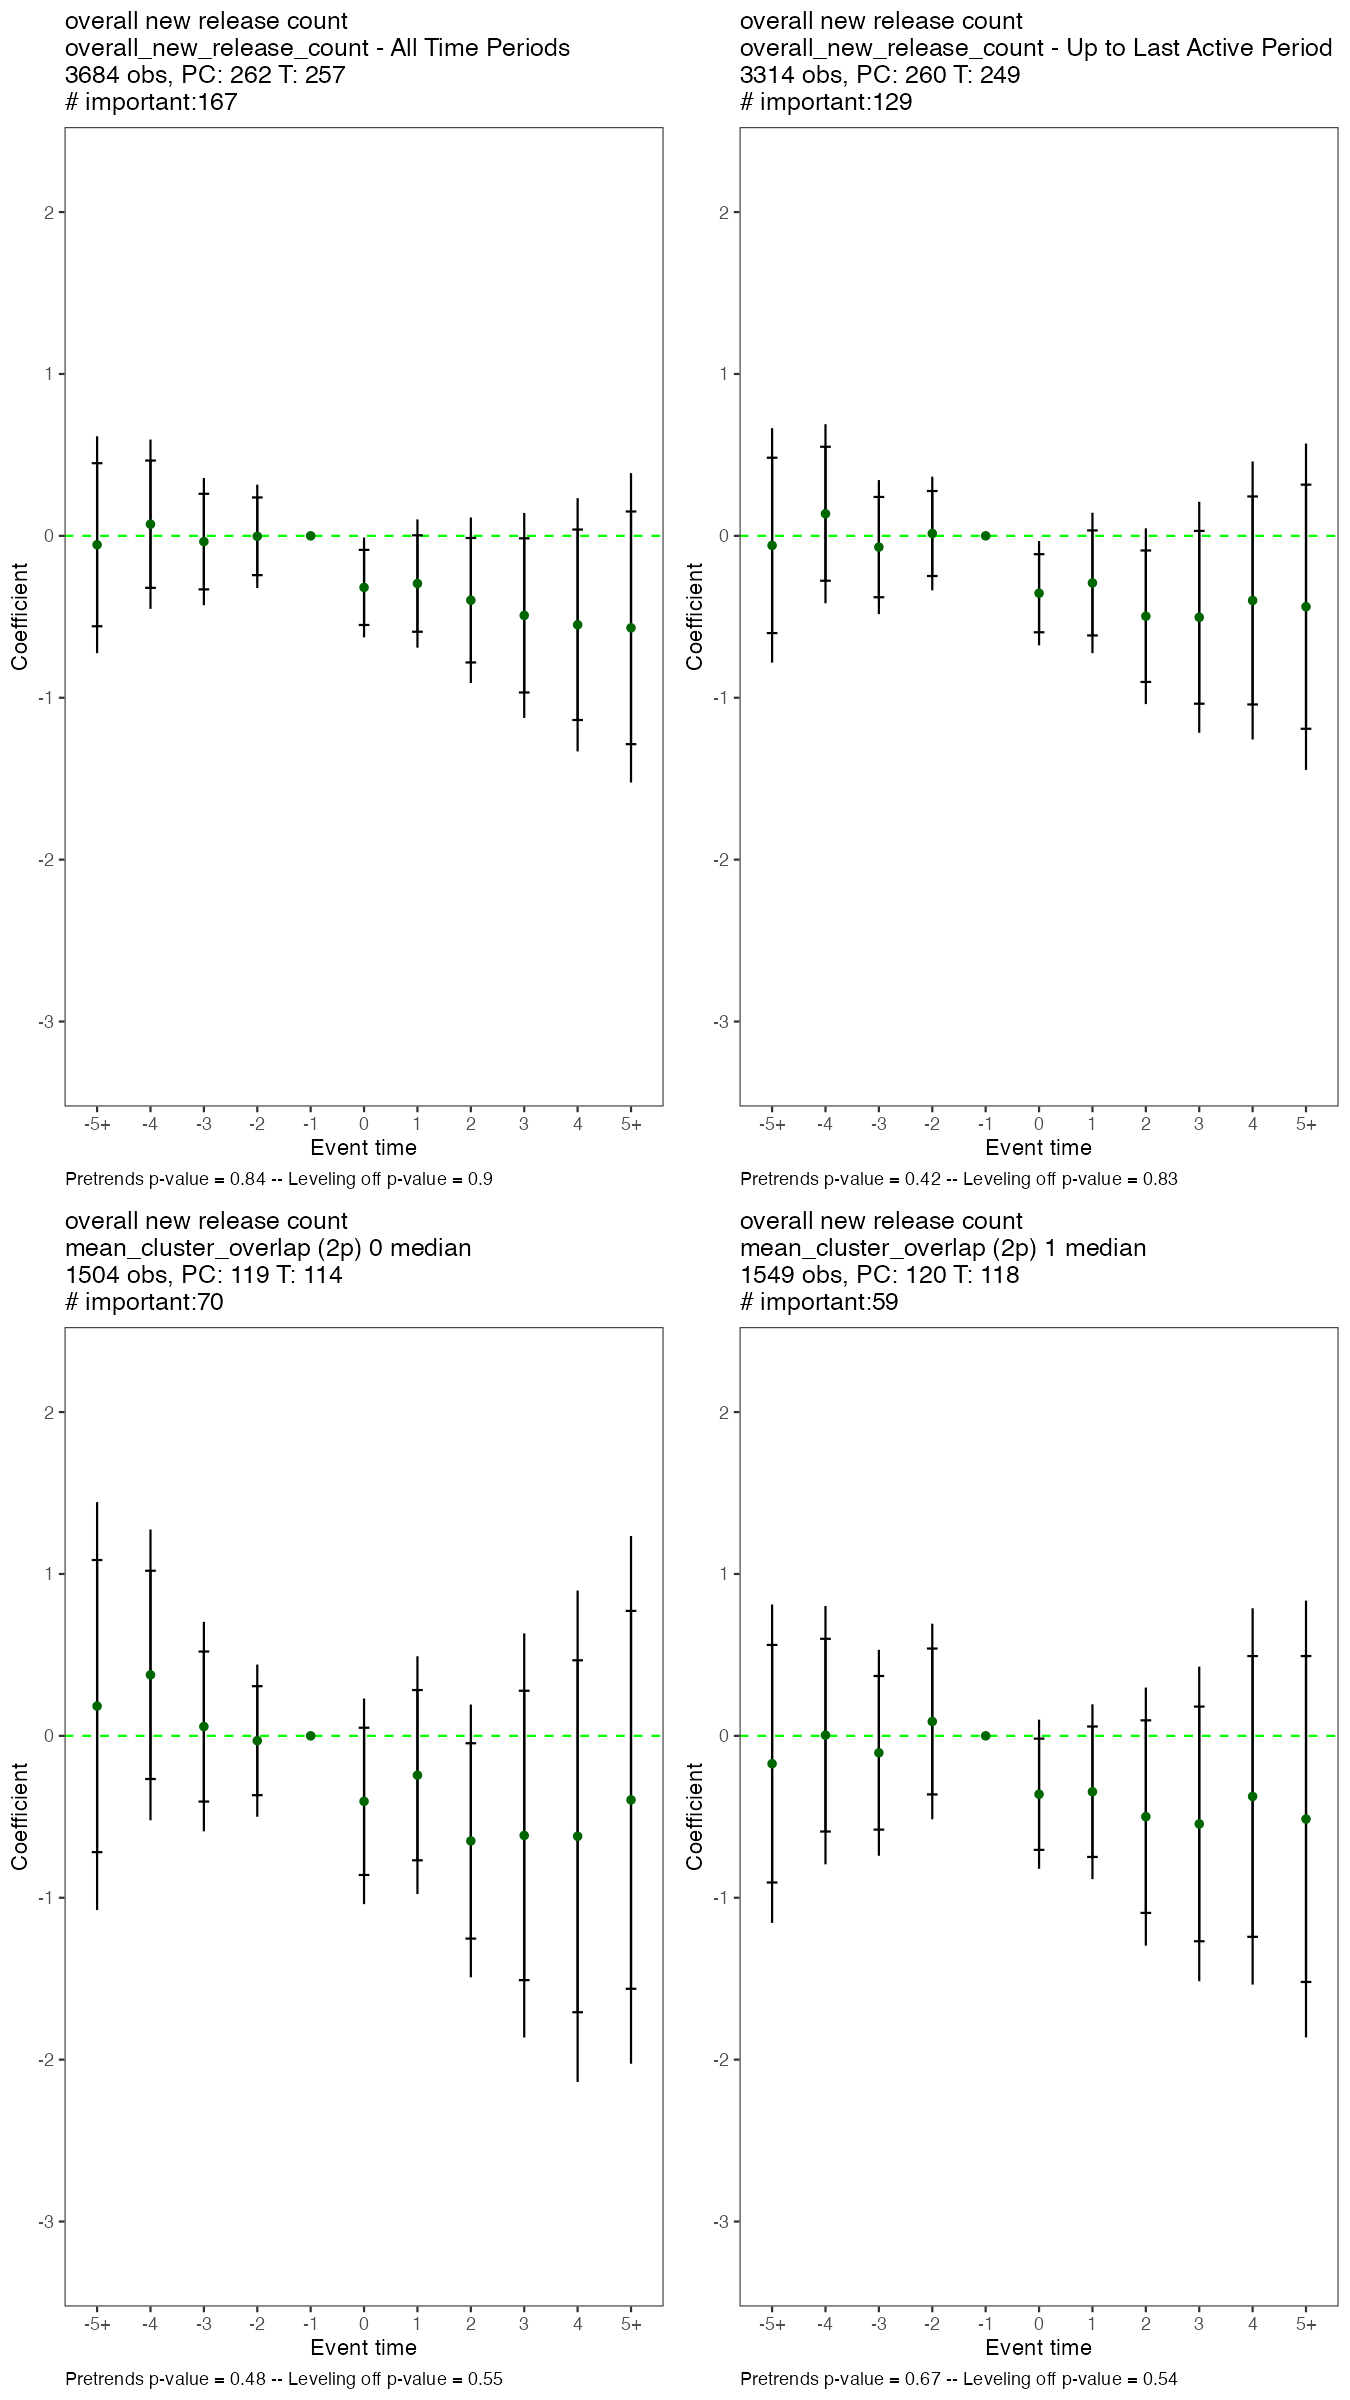 overall new release count
overall_new_release_count - All Time Periods
3684 obs, PC: 262 T: 257
# important:167
2
1
0
-1
-2
-3
Coefficient
-5+ -4 -3 -2 -1 0 1 2 3 4 5+
Event time
Pretrends p-value = 0.84 -- Leveling off p-value = 0.9
overall new release count
overall_new_release_count - Up to Last Active Period
3314 obs, PC: 260 T: 249
# important:129
2
1
0
-1
-2
-3
Coefficient
-5+ -4 -3 -2 -1 0 1 2 3 4 5+
Event time
Pretrends p-value = 0.42 -- Leveling off p-value = 0.83
overall new release count
mean_cluster_overlap (2p) 0 median
1504 obs, PC: 119 T: 114
# important:70
2
1
0
-1
-2
-3
Coefficient
-5+ -4 -3 -2 -1 0 1 2 3 4 5+
Event time
Pretrends p-value = 0.48 -- Leveling off p-value = 0.55
overall new release count
mean_cluster_overlap (2p) 1 median
1549 obs, PC: 120 T: 118
# important:59
2
1
0
-1
-2
-3
Coefficient
-5+ -4 -3 -2 -1 0 1 2 3 4 5+
Event time
Pretrends p-value = 0.67 -- Leveling off p-value = 0.54